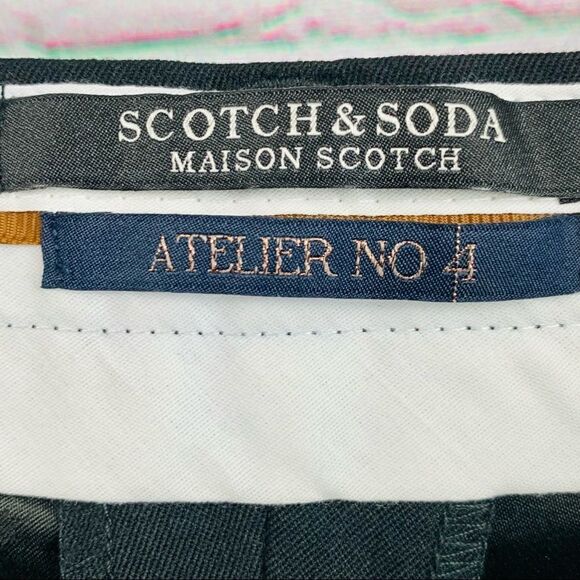 SCOTCH & SODA
MAISON SCOTCH
ATELIER NO 4